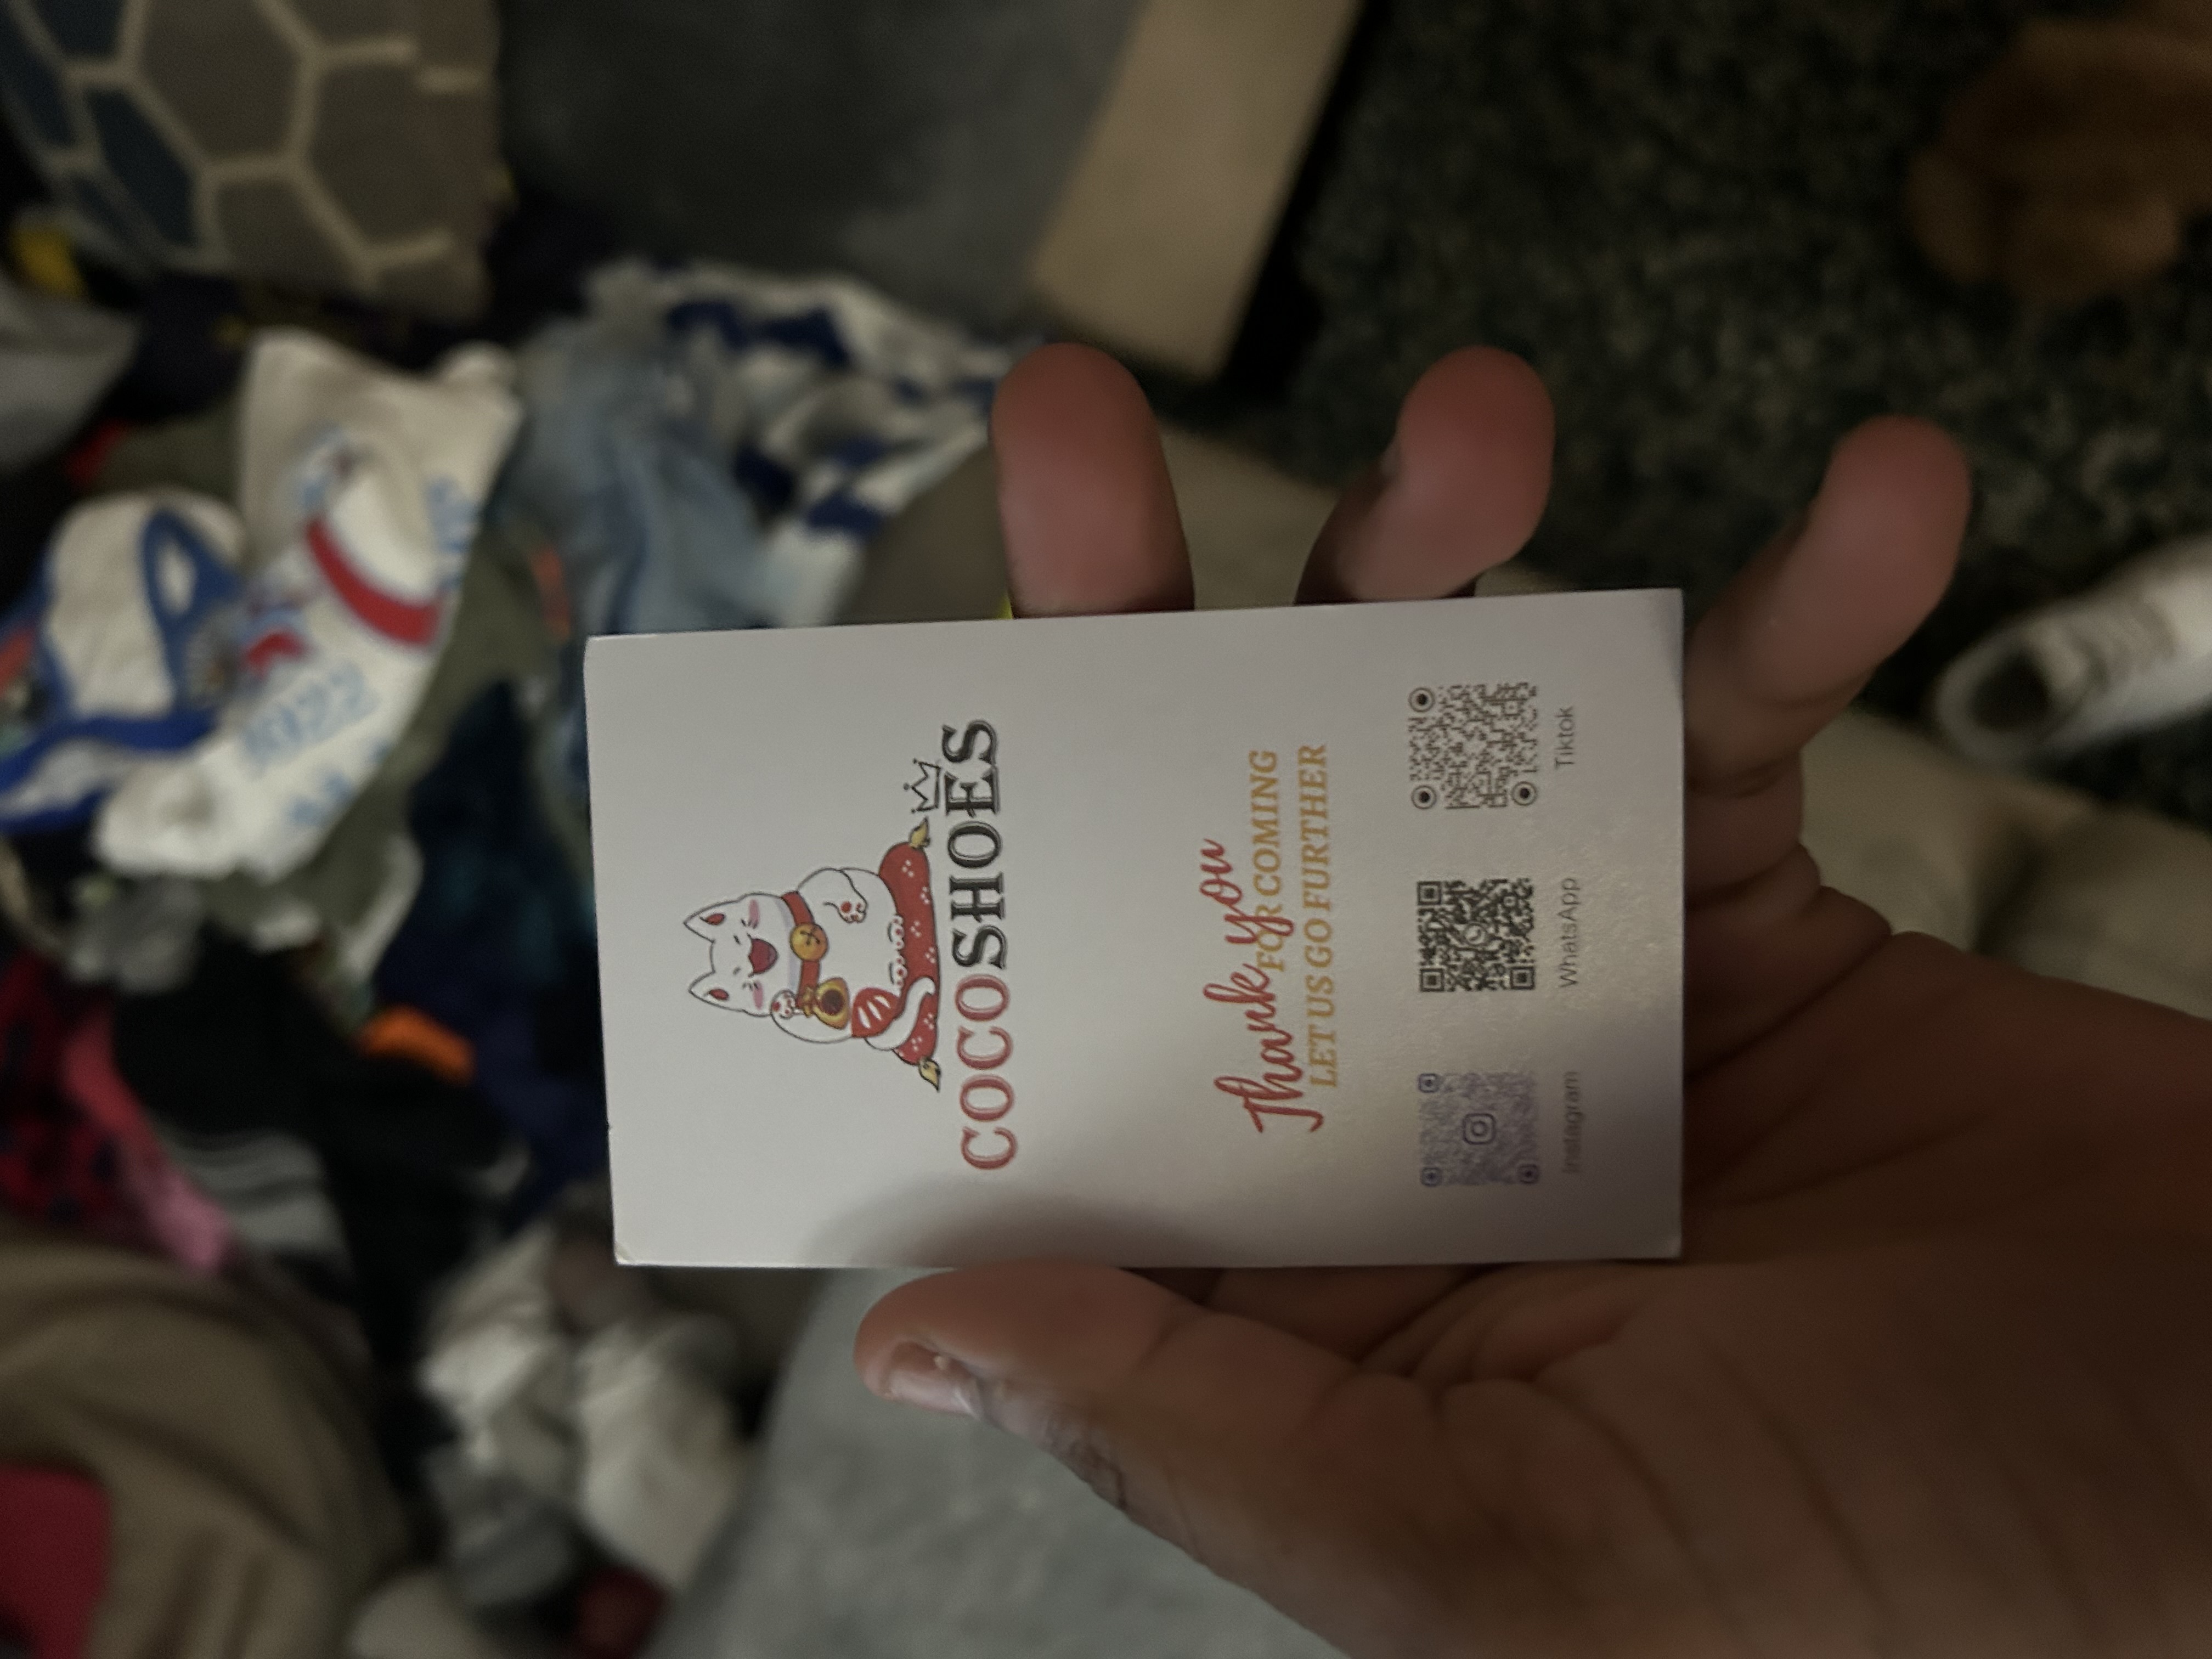 COCOSHOES
Thank you
FOR COMING
LET US GO FURTHER
Instagram
WhatsApp
Tiktok